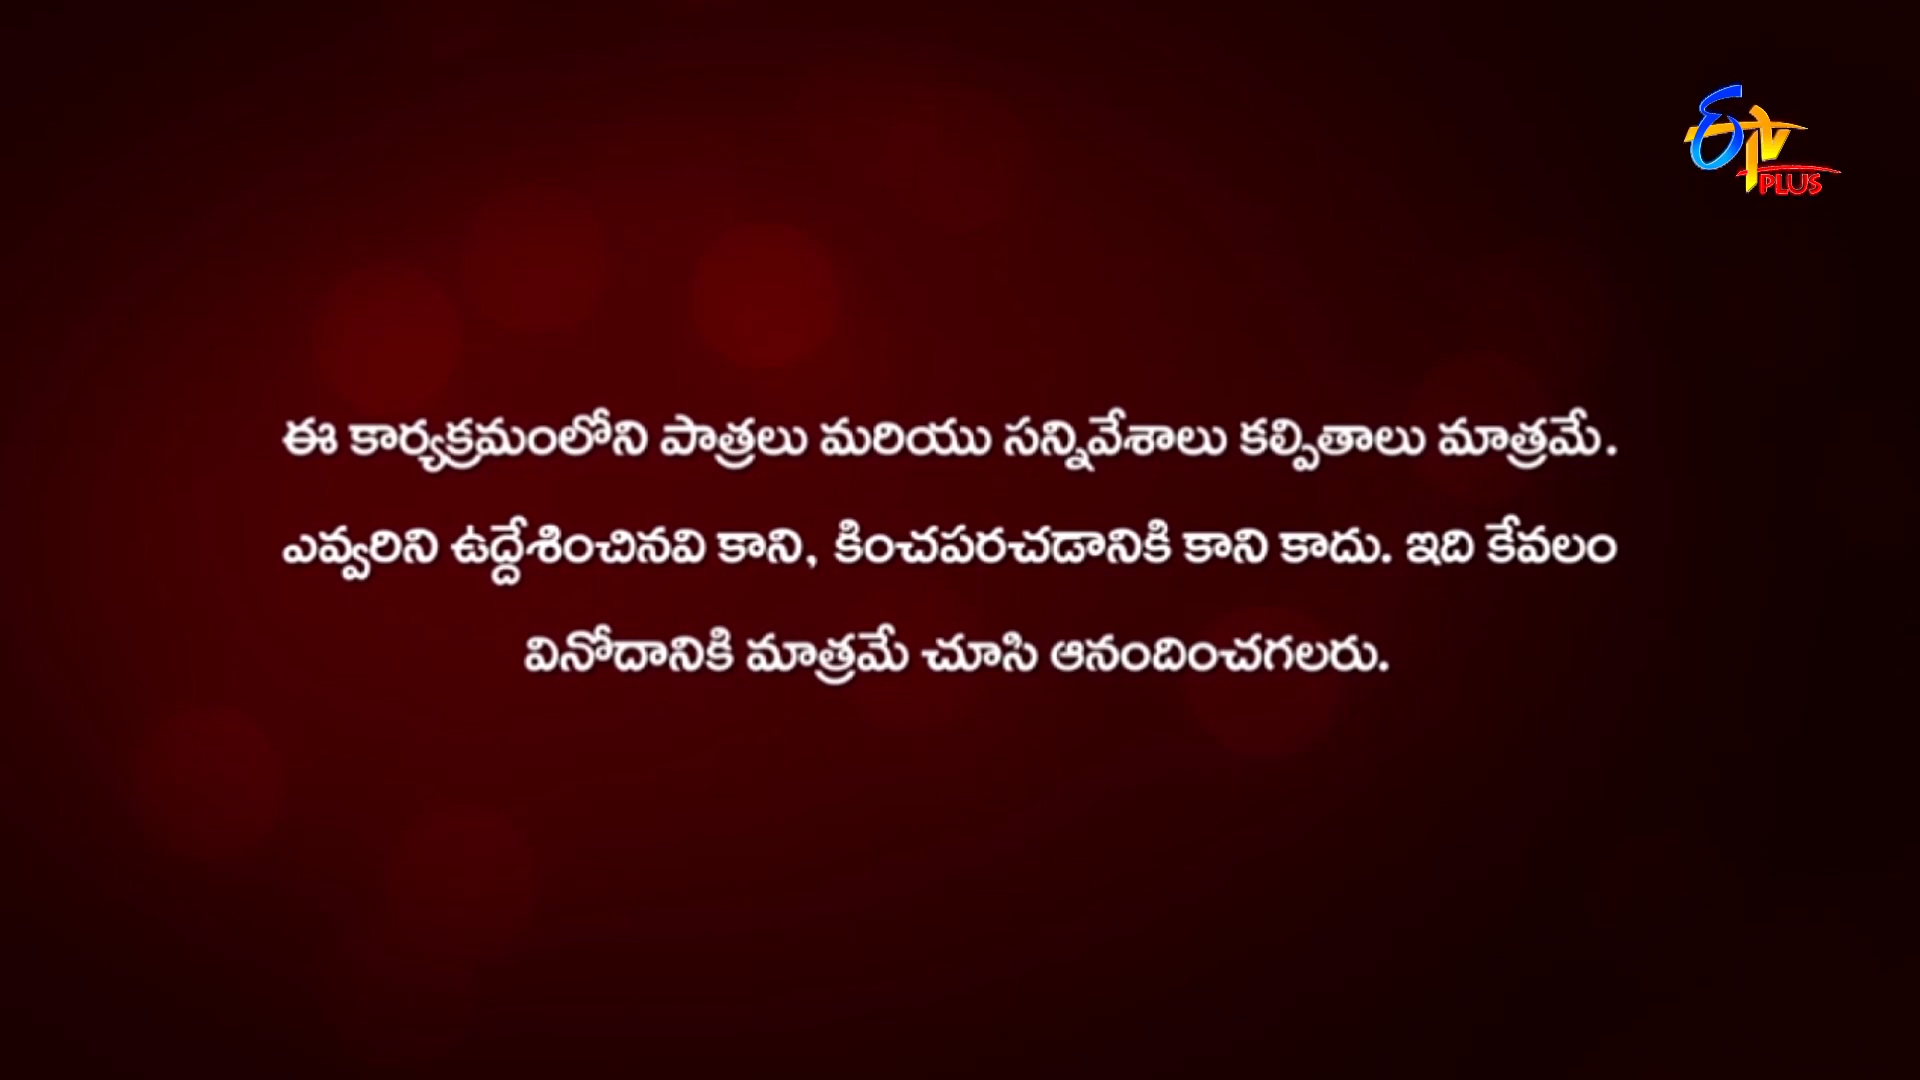 ETV
PLUS
ఈ కార్యక్రమంలోని పాత్రలు మరియు సన్నివేశాలు కల్పితాలు మాత్రమే.
ఎవ్వరిని ఉద్దేశించినవి కాని, కించపరచడానికి కాని కాదు. ఇది కేవలం
వినోదానికి మాత్రమే చూసి ఆనందించగలరు.